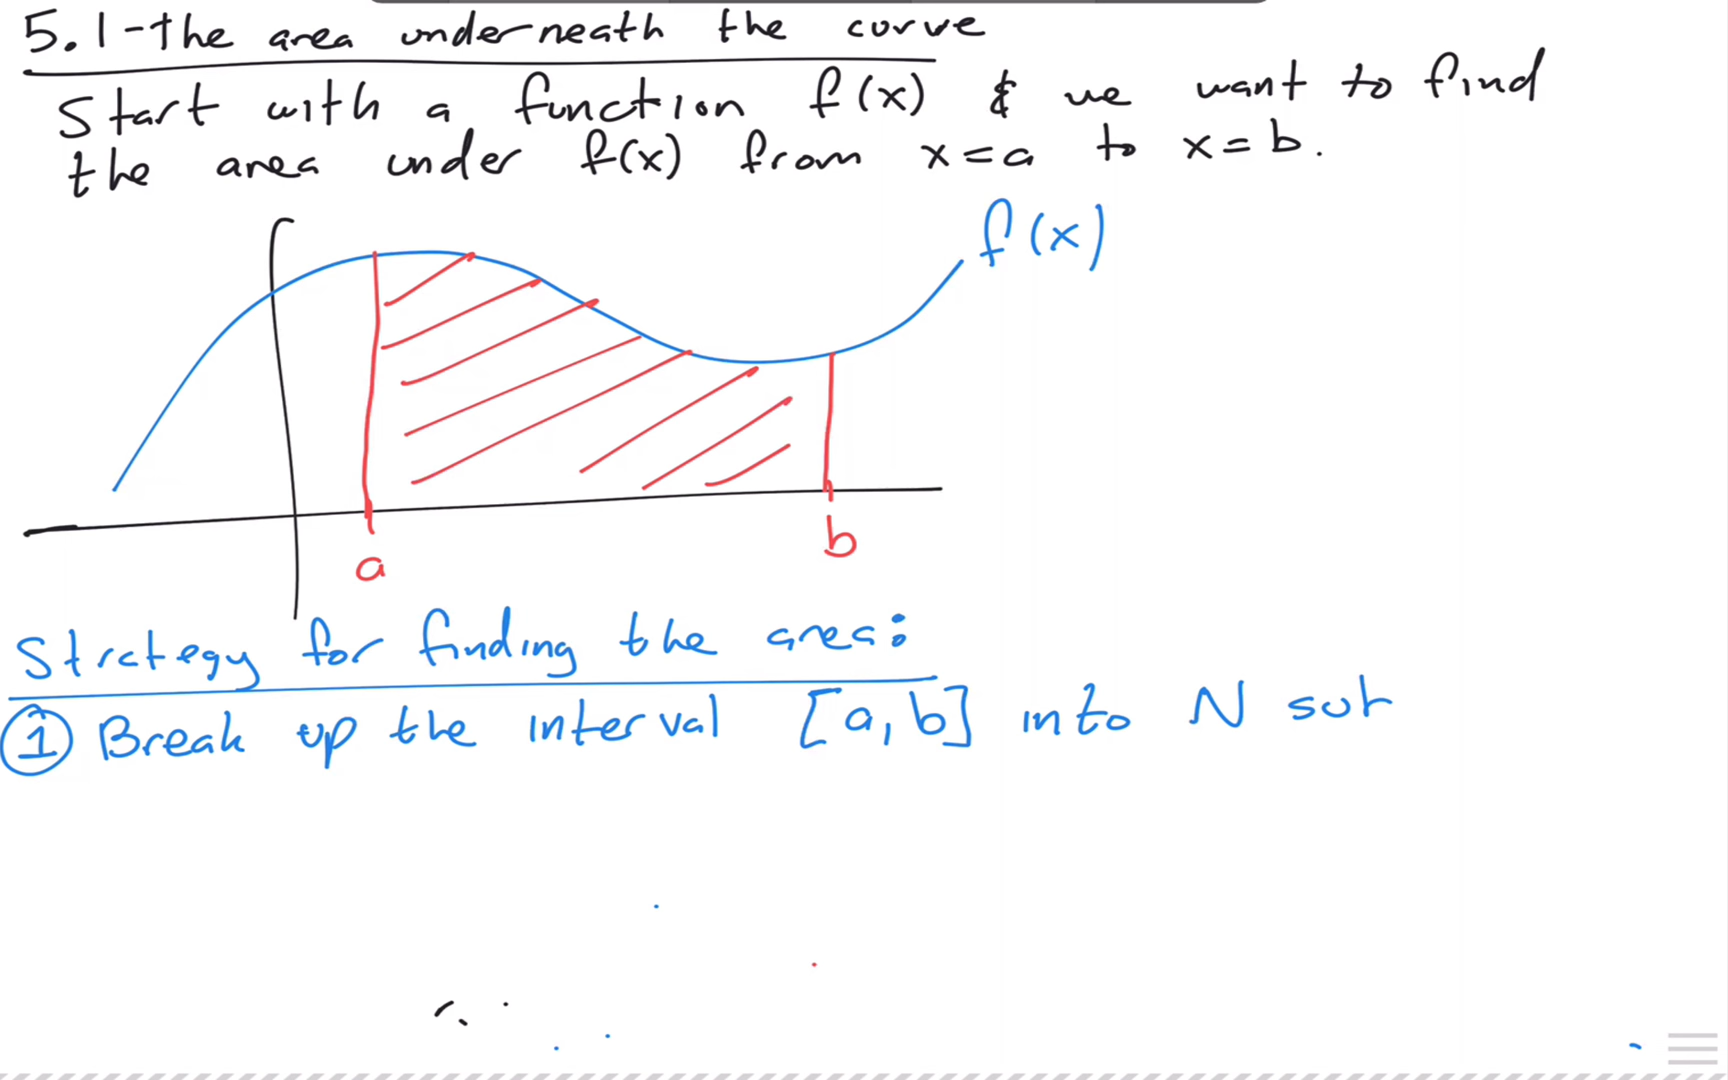 5.1-the area underneath the curve
Start with a function f(x) & we want to find
the area under f(x) from x=a to x=b.
f(x)
a
b
Strategy for finding the area:
① Break up the interval [a,b] into N sub